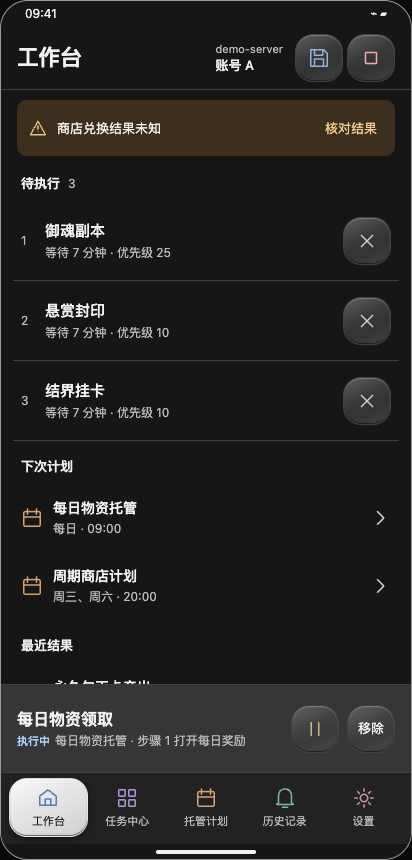 09:41
工作台
demo-server
账号 A
商店兑换结果未知
核对结果
待执行 3
1
御魂副本
等待 7 分钟 · 优先级 25
2
悬赏封印
等待 7 分钟 · 优先级 10
3
结界挂卡
等待 7 分钟 · 优先级 10
下次计划
每日物资托管
每日 · 09:00
周期商店计划
周三、周六 · 20:00
最近结果
每日物资领取
执行中 每日物资托管 · 步骤 1 打开每日奖励
移除
工作台
任务中心
托管计划
历史记录
设置